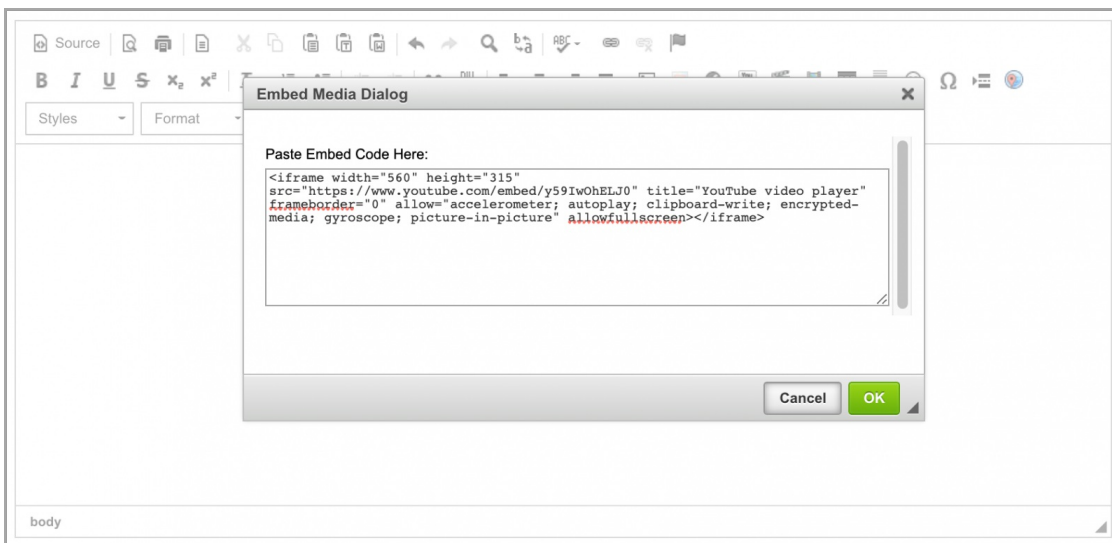 Source
B I U S x₂ x² Ω
Styles Format
Embed Media Dialog
Paste Embed Code Here:
<iframe width="560" height="315"
src="https://www.youtube.com/embed/y59IwOhELJ0" title="YouTube video player"
frameborder="0" allow="accelerometer; autoplay; clipboard-write; encrypted-
media; gyroscope; picture-in-picture" allowfullscreen></iframe>
Cancel OK
body